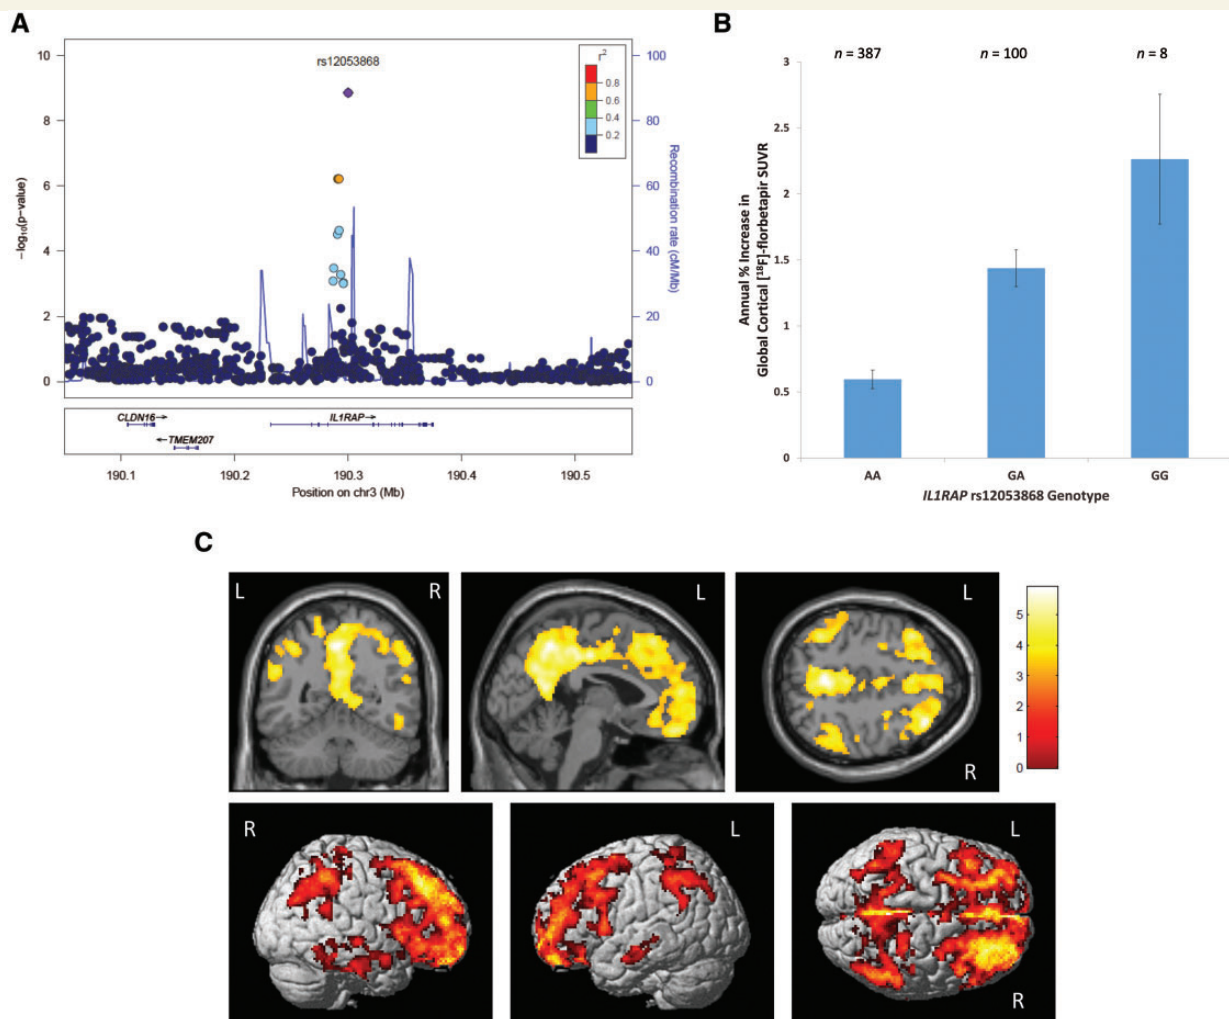 A
rs12053868
r²
0.8
0.6
0.4
0.2
10
8
6
4
2
0
−log₁₀(p−value)
100
80
60
40
20
0
Recombination rate (cM/Mb)
CLDN16→
←TMEM207
IL1RAP→
190.1 190.2 190.3 190.4 190.5
Position on chr3 (Mb)
B
n = 387 n = 100 n = 8
3
2.5
2
1.5
1
0.5
0
Annual % Increase in
Global Cortical [¹⁸F]-florbetapir SUVR
AA GA GG
IL1RAP rs12053868 Genotype
C
L R
L
L
R
5
4
3
2
1
0
R
L
L
R